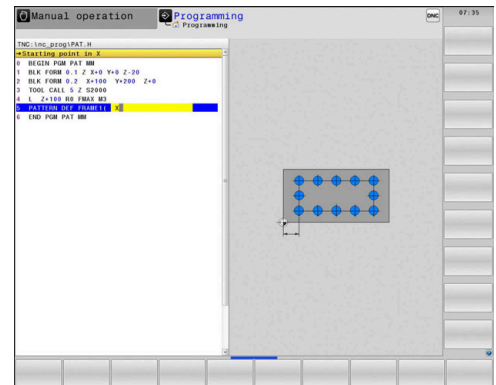 Manual operation
Programming
Programming
DNC
07:35
TNC:\nc_prog\PAT.H
→Starting point in X
0 BEGIN PGM PAT MM
1 BLK FORM 0.1 Z X+0 Y+0 Z-20
2 BLK FORM 0.2 X+100 Y+200 Z+0
3 TOOL CALL 5 Z S2000
4 L Z+100 R0 FMAX M3
5 PATTERN DEF FRAME1( X
6 END PGM PAT MM